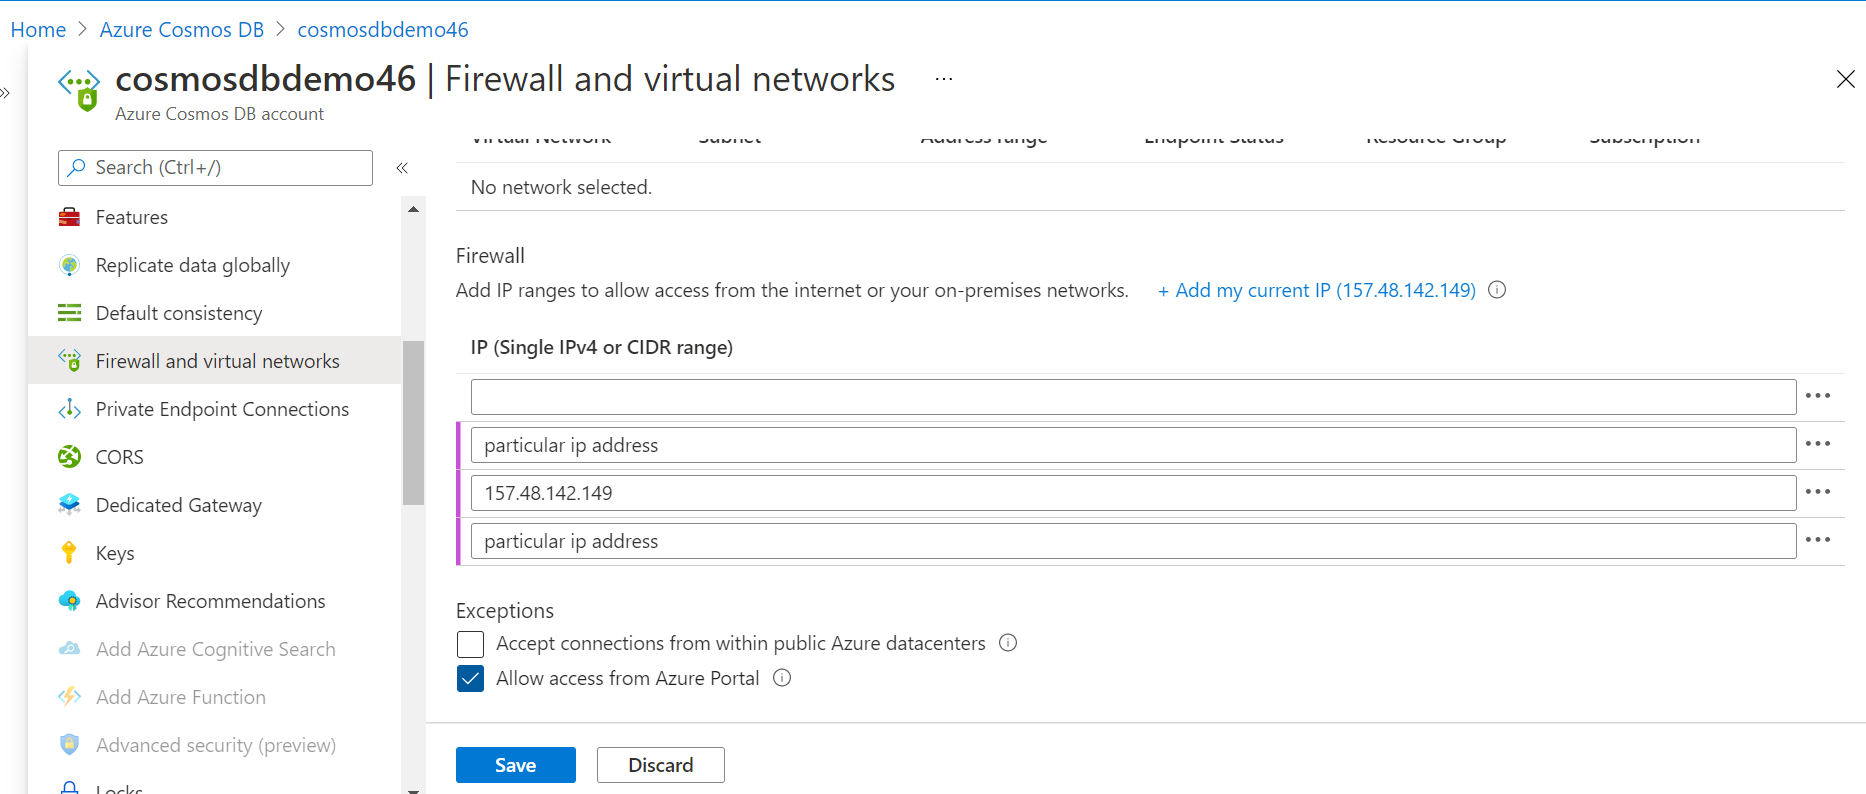 Home > Azure Cosmos DB > cosmosdbdemo46
cosmosdbdemo46 | Firewall and virtual networks ...
Azure Cosmos DB account
Search (Ctrl+/)
Features
Replicate data globally
Default consistency
Firewall and virtual networks
Private Endpoint Connections
CORS
Dedicated Gateway
Keys
Advisor Recommendations
Add Azure Cognitive Search
Add Azure Function
Advanced security (preview)
Locks
Virtual Network Subnet Address range Endpoint Status Resource Group Subscription
No network selected.
Firewall
Add IP ranges to allow access from the internet or your on-premises networks. + Add my current IP (157.48.142.149)
IP (Single IPv4 or CIDR range)
particular ip address
157.48.142.149
particular ip address
Exceptions
Accept connections from within public Azure datacenters
Allow access from Azure Portal
Save Discard